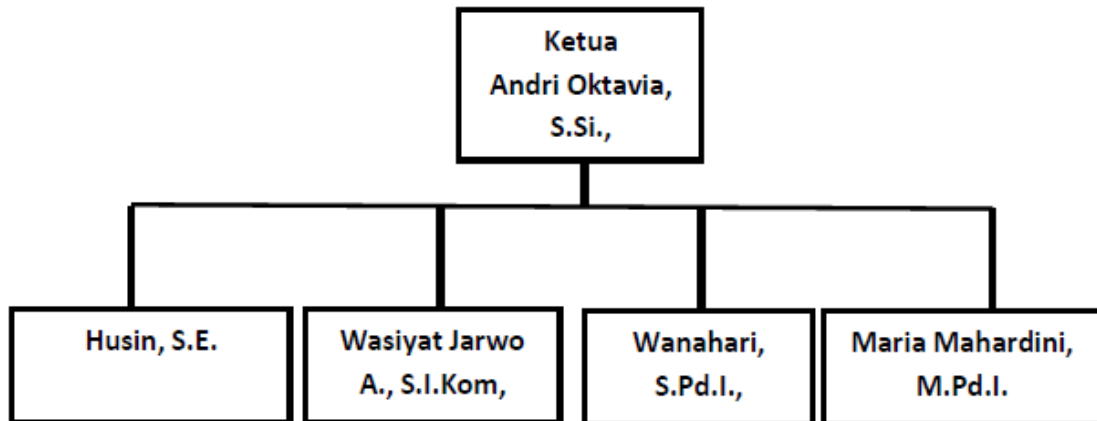 Ketua
Andri Oktavia,
S.Si.,
Husin, S.E.
Wasiyat Jarwo
A., S.I.Kom,
Wanahari,
S.Pd.I.,
Maria Mahardini,
M.Pd.I.